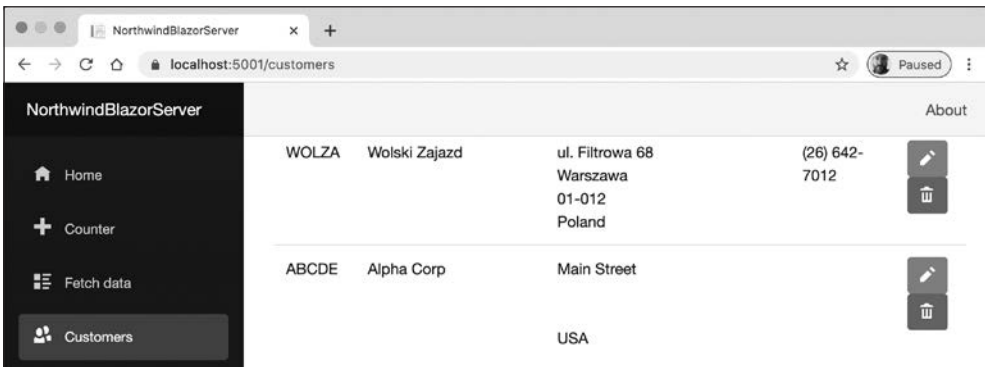 NorthwindBlazorServer
localhost:5001/customers
Paused
NorthwindBlazorServer
About
Home
Counter
Fetch data
Customers
WOLZA Wolski Zajazd ul. Filtrowa 68 (26) 642-
Warszawa 7012
01-012
Poland
ABCDE Alpha Corp Main Street
USA